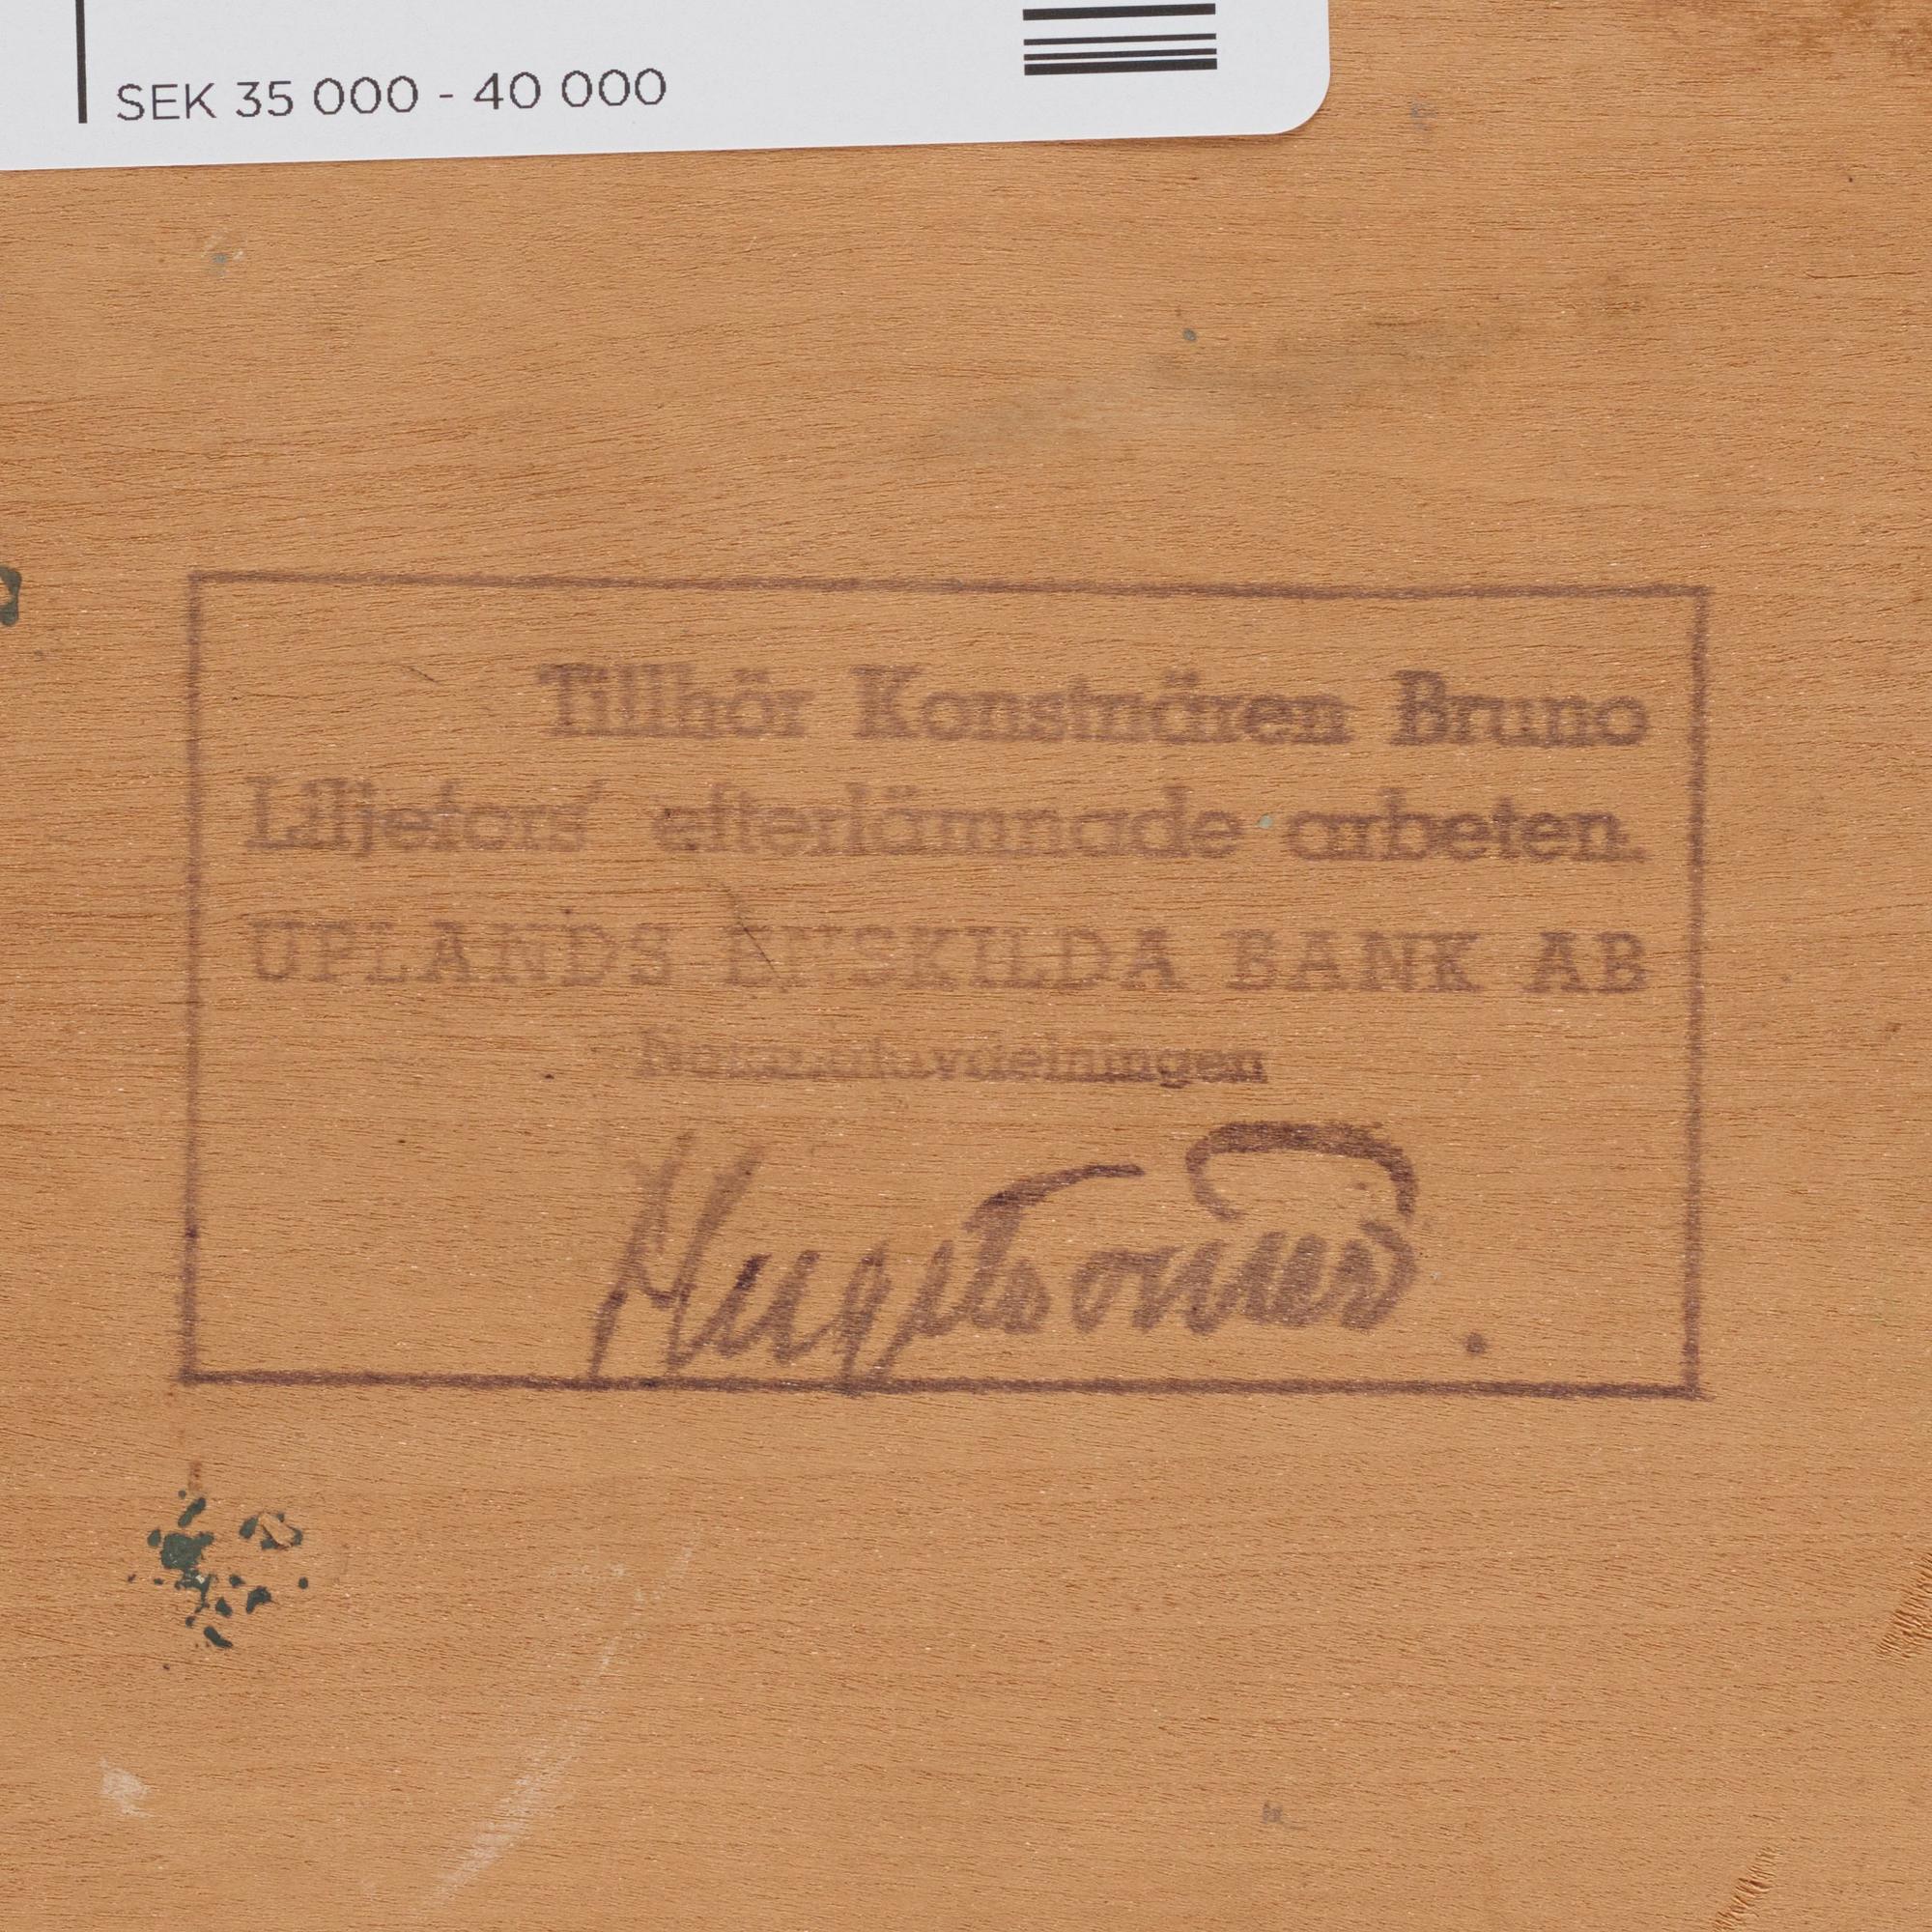 SEK 35 000 - 40 000
Tillhör Konstnären Bruno
Liljefors' efterlämnade arbeten.
UPLANDS ENSKILDA BANK AB